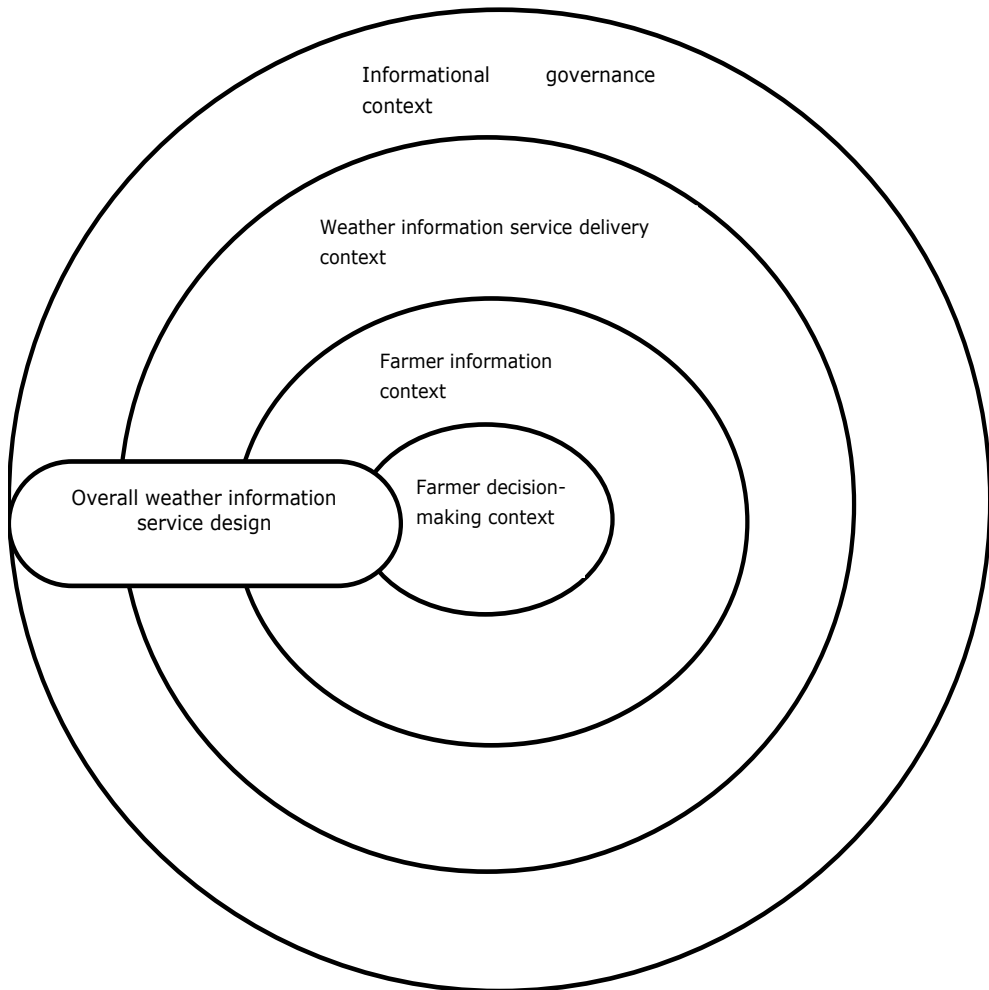 Informational governance
context
Weather information service delivery
context
Farmer information
context
Farmer decision-
making context
Overall weather information
service design